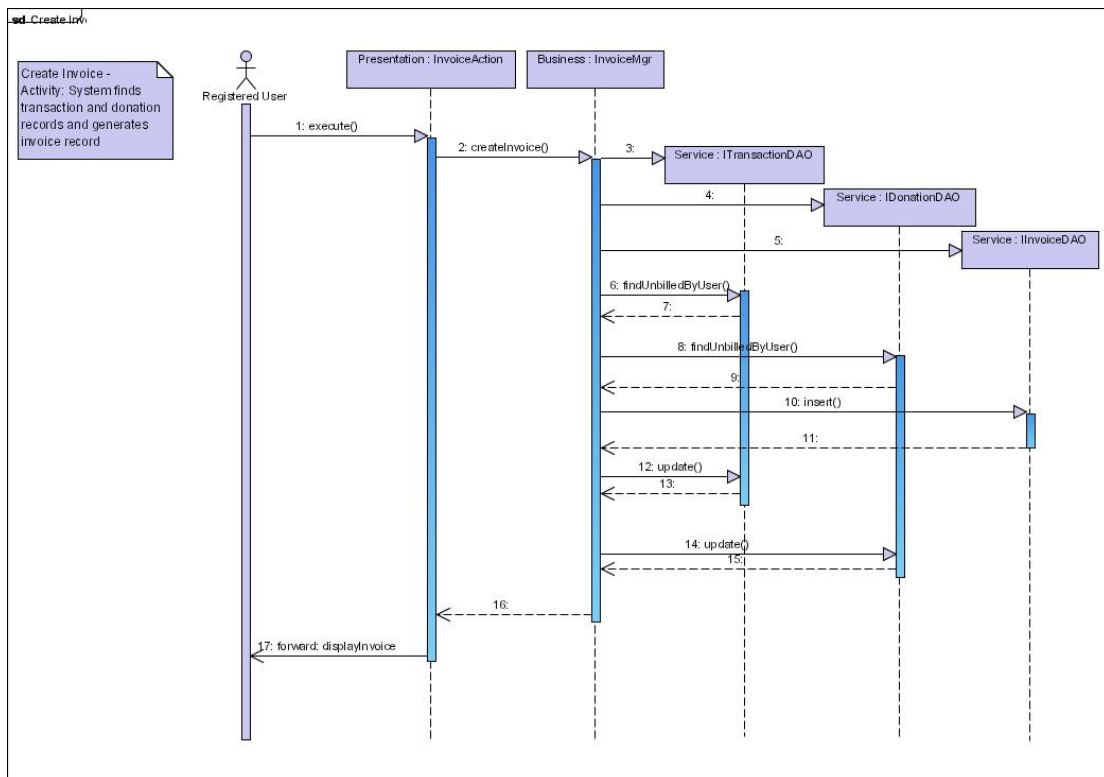 sd Create Inv
Create Invoice -
Activity: System finds
transaction and donation
records and generates
invoice record
Registered User
Presentation : InvoiceAction
Business : InvoiceMgr
1: execute()
2: createInvoice()
3:
Service : ITransactionDAO
4:
Service : IDonationDAO
5:
Service : IInvoiceDAO
6: findUnbilledByUser()
7:
8: findUnbilledByUser()
9:
10: insert()
11:
12: update()
13:
14: update()
15:
16:
17: forward: displayInvoice